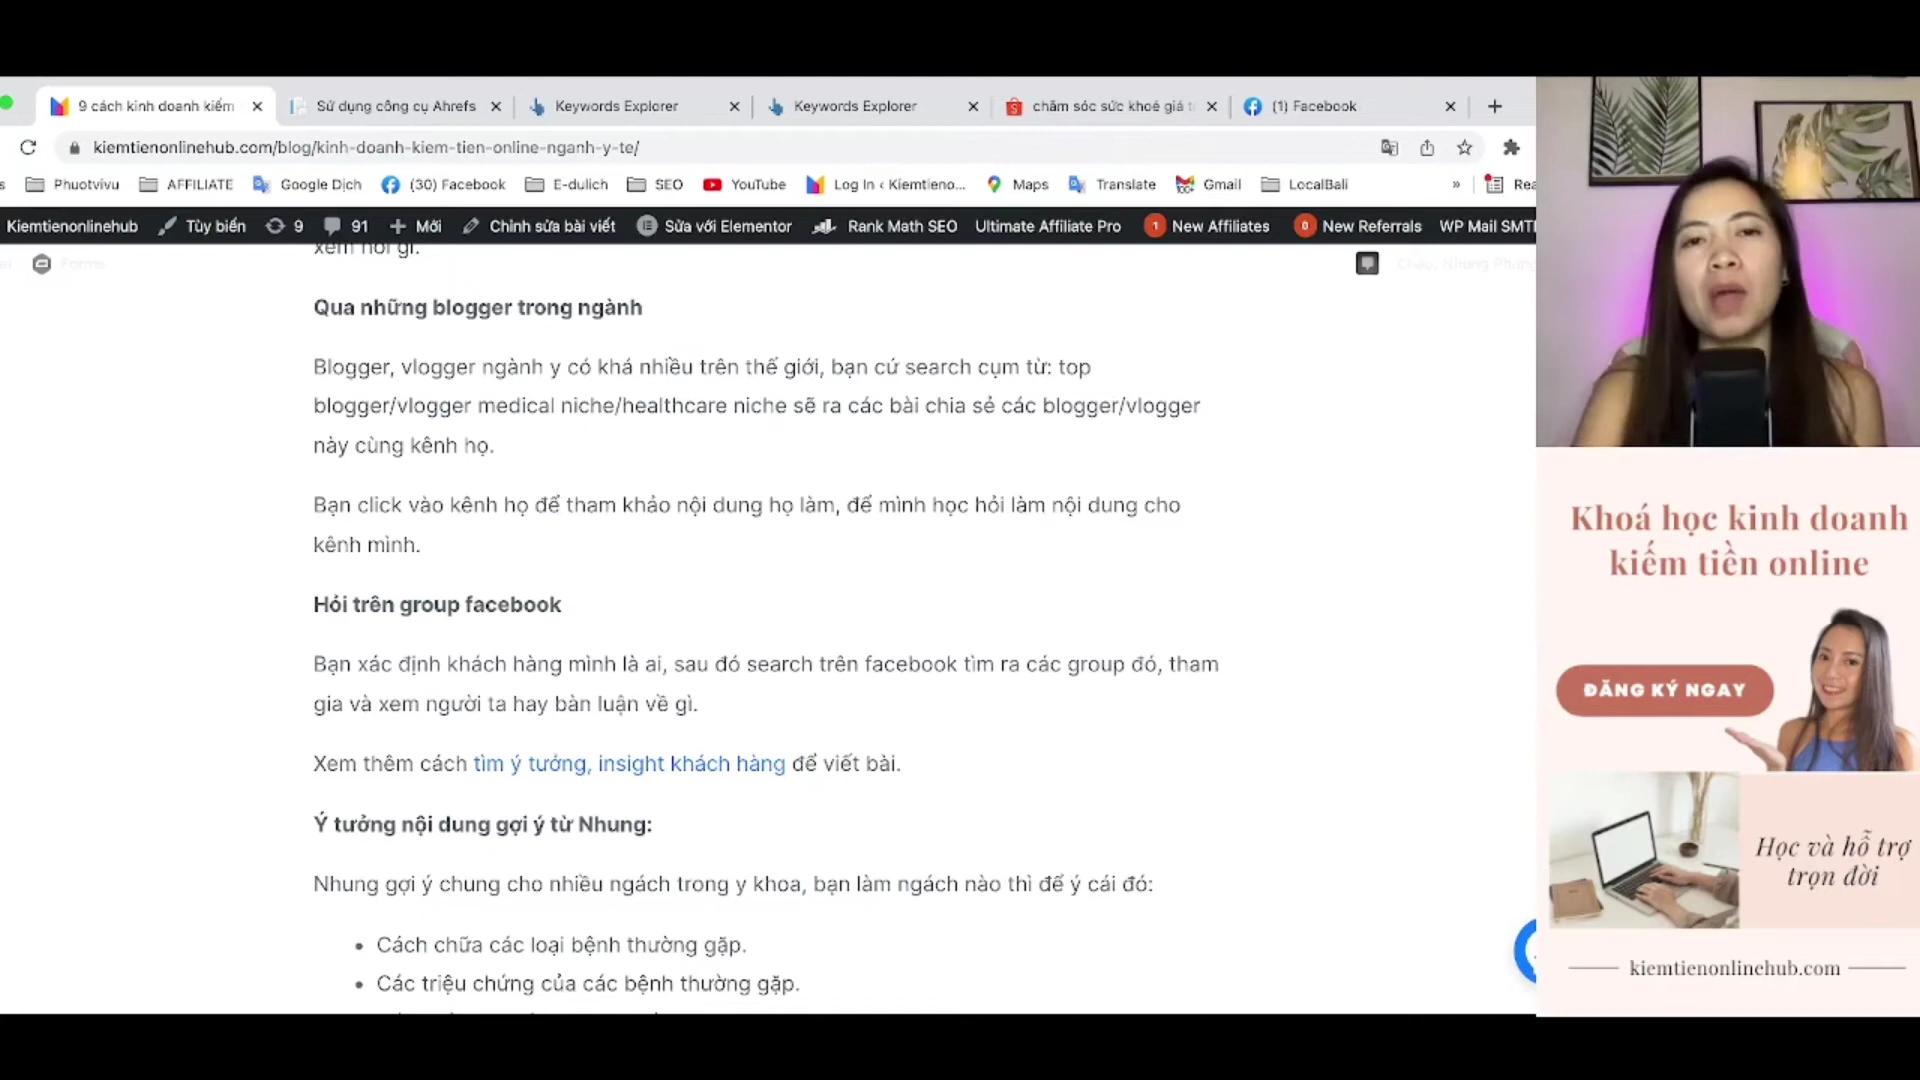 9 cách kinh doanh kiếm
Sử dụng công cụ Ahrefs
Keywords Explorer
Keywords Explorer
chăm sóc sức khoẻ giá t
(1) Facebook
kiemtienonlinehub.com/blog/kinh-doanh-kiem-tien-online-nganh-y-te/
Phuotvivu
AFFILIATE
Google Dịch
(30) Facebook
E-dulich
SEO
YouTube
Log In ‹ Kiemtieno...
Maps
Translate
Gmail
LocalBali
»
Rea
Kiemtienonlinehub
Tùy biến
9
91
Mới
Chỉnh sửa bài viết
Sửa với Elementor
Rank Math SEO
Ultimate Affiliate Pro
1 New Affiliates
0 New Referrals
WP Mail SMT
Forms
Chào, Nhung Phung
xem nói gì.
Qua những blogger trong ngành
Blogger, vlogger ngành y có khá nhiều trên thế giới, bạn cứ search cụm từ: top
blogger/vlogger medical niche/healthcare niche sẽ ra các bài chia sẻ các blogger/vlogger
này cùng kênh họ.
Bạn click vào kênh họ để tham khảo nội dung họ làm, để mình học hỏi làm nội dung cho
kênh mình.
Hỏi trên group facebook
Bạn xác định khách hàng mình là ai, sau đó search trên facebook tìm ra các group đó, tham
gia và xem người ta hay bàn luận về gì.
Xem thêm cách tìm ý tưởng, insight khách hàng để viết bài.
Ý tưởng nội dung gợi ý từ Nhung:
Nhung gợi ý chung cho nhiều ngách trong y khoa, bạn làm ngách nào thì để ý cái đó:
• Cách chữa các loại bệnh thường gặp.
• Các triệu chứng của các bệnh thường gặp.
Khoá học kinh doanh
kiếm tiền online
ĐĂNG KÝ NGAY
Học và hỗ trợ
trọn đời
kiemtienonlinehub.com